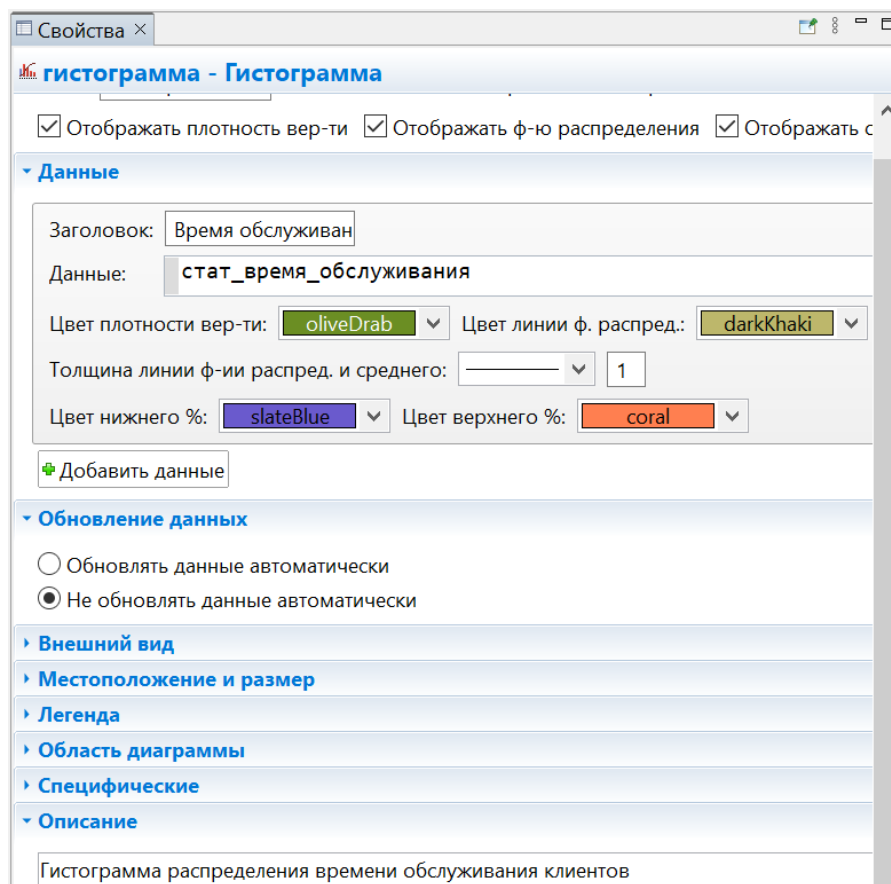 Свойства
гистограмма - Гистограмма
Отображать плотность вер-ти Отображать ф-ю распределения Отображать с
Данные
Заголовок: Время обслуживан
Данные: стат_время_обслуживания
Цвет плотности вер-ти: oliveDrab Цвет линии ф. распред.: darkKhaki
Толщина линии ф-ии распред. и среднего: 1
Цвет нижнего %: slateBlue Цвет верхнего %: coral
Добавить данные
Обновление данных
Обновлять данные автоматически
Не обновлять данные автоматически
Внешний вид
Местоположение и размер
Легенда
Область диаграммы
Специфические
Описание
Гистограмма распределения времени обслуживания клиентов